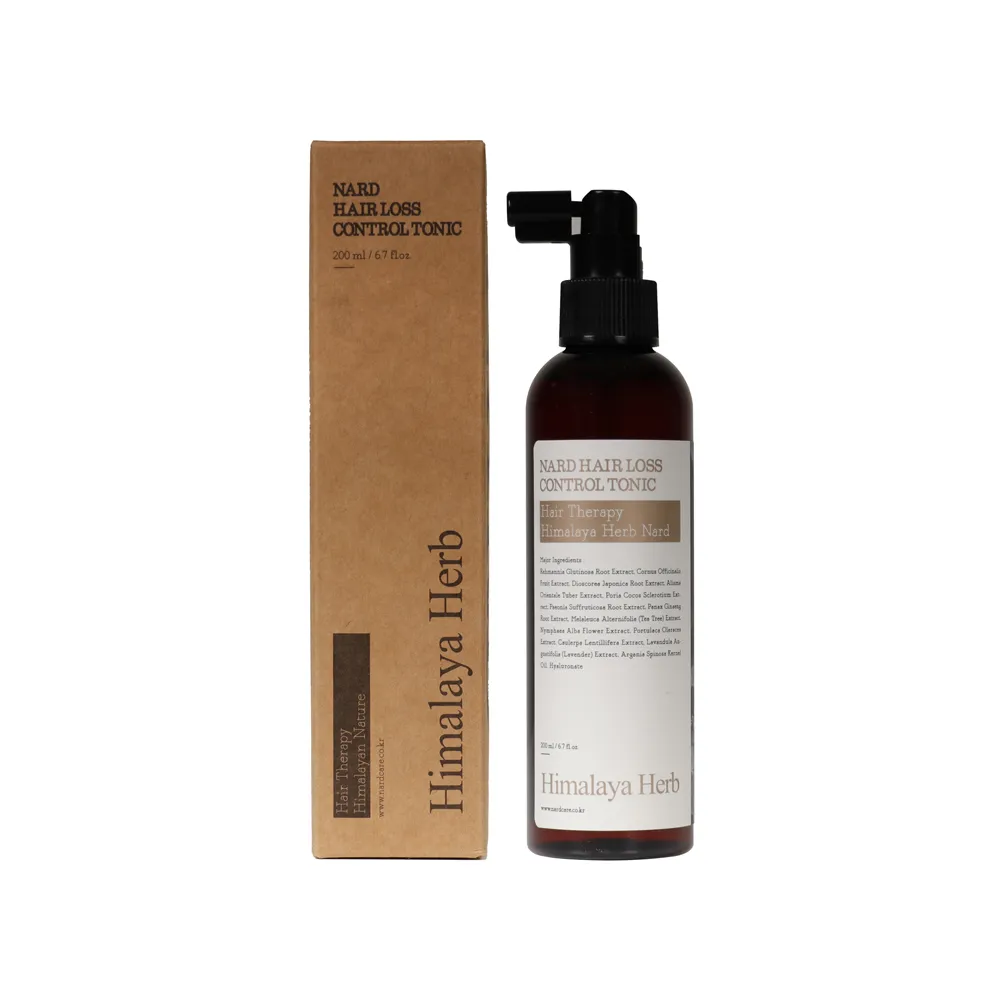 NARD
HAIR LOSS
CONTROL TONIC
200 ml / 6.7 fl.oz.
Hair Therapy
Himalayan Nature
www.nardcare.co.kr
Himalaya Herb
NARD HAIR LOSS
CONTROL TONIC
Hair Therapy
Himalaya Herb Nard
Major Ingredients
Rehmannia Glutinosa Root Extract, Cornus Officinalis
Fruit Extract, Dioscorea Japonica Root Extract, Alisma
Orientale Tuber Extract, Poria Cocos Sclerotium Ext-
ract, Paeonia Suffruticosa Root Extract, Panax Ginseng
Root Extract, Melaleuca Alternifolia (Tea Tree) Extract,
Nymphaea Alba Flower Extract, Portulaca Oleracea
Extract, Caulerpa Lentillifera Extract, Lavandula An-
gustifolia (Lavender) Extract, Argania Spinosa Kernel
Oil, Hyaluronate
200 ml / 6.7 fl oz
Himalaya Herb
www.nardcare.co.kr